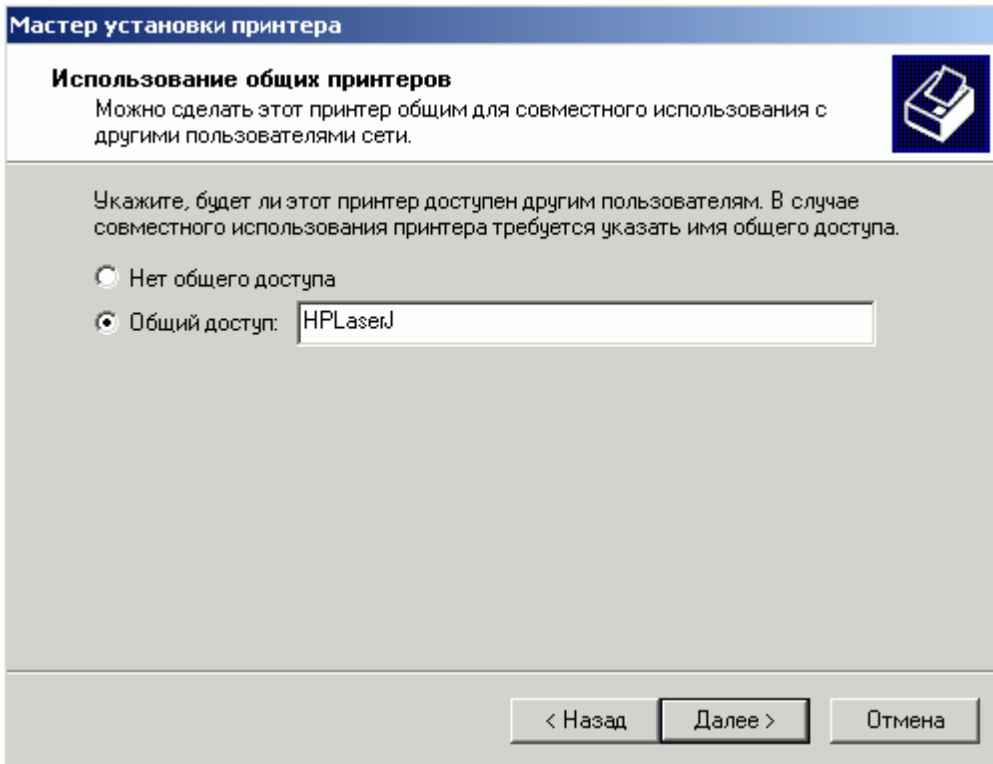 Мастер установки принтера
Использование общих принтеров
Можно сделать этот принтер общим для совместного использования с
другими пользователями сети.
Укажите, будет ли этот принтер доступен другим пользователям. В случае
совместного использования принтера требуется указать имя общего доступа.
Нет общего доступа
Общий доступ: HPLaserJ
< Назад Далее > Отмена